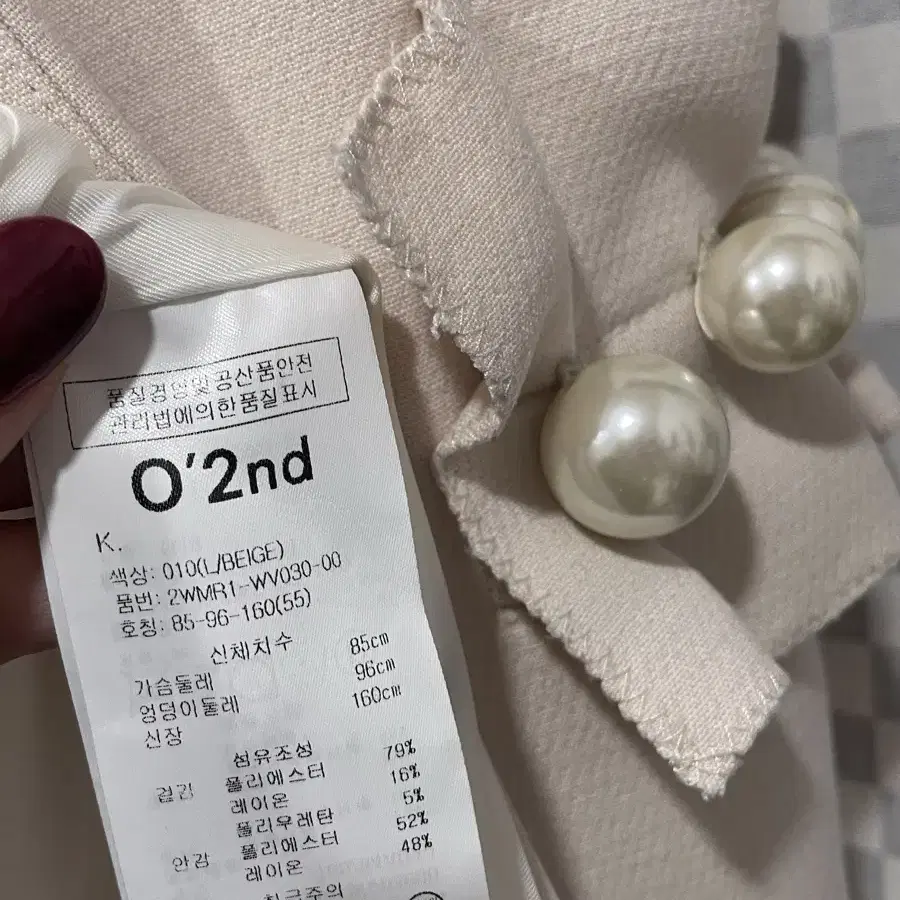 품질경영및공산품안전
관리법에의한품질표시
O'2nd
K.
색상: 010(L/BEIGE)
품번: 2WMR1-WV030-00
호칭: 85-96-160(55)
신체치수
가슴둘레 85cm
엉덩이둘레 96cm
신장 160cm
섬유조성
겉감 폴리에스터 79%
레이온 16%
폴리우레탄 5%
안감 폴리에스터 52%
레이온 48%
취급주의